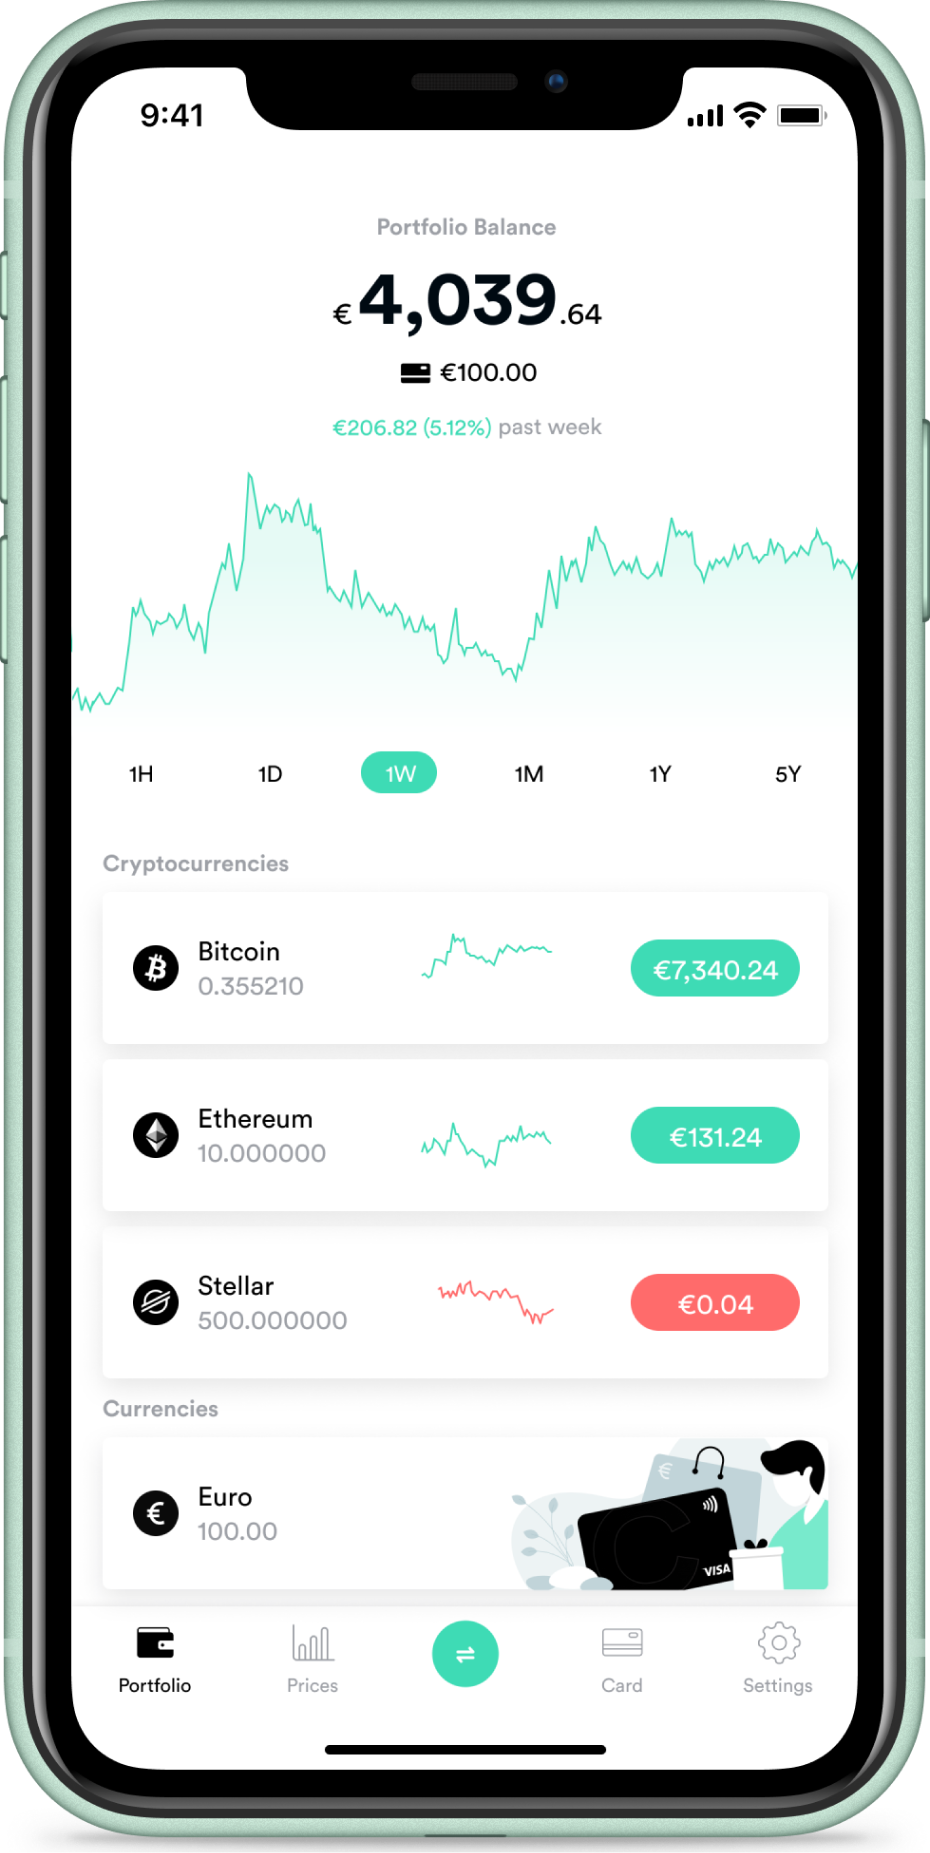 9:41
Portfolio Balance
€4,039.64
€100.00
€206.82 (5.12%) past week
1H 1D 1W 1M 1Y 5Y
Cryptocurrencies
Bitcoin
0.355210
€7,340.24
Ethereum
10.000000
€131.24
Stellar
500.000000
€0.04
Currencies
Euro
100.00
€
€
VISA
Portfolio Prices Card Settings